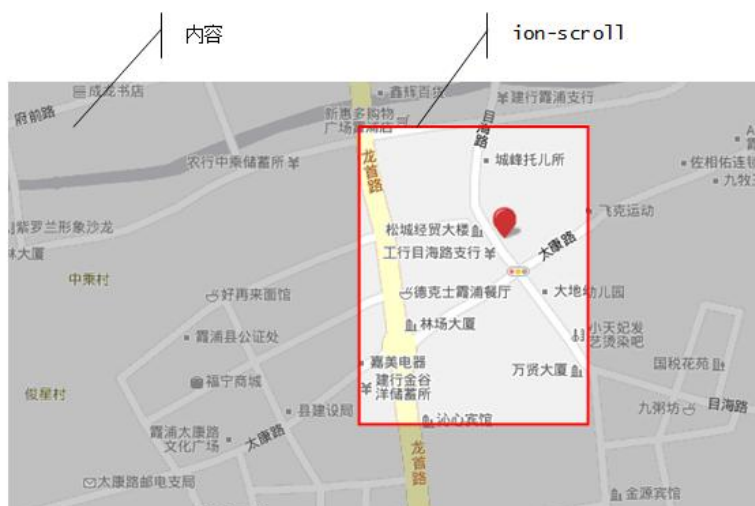 内容
ion-scroll
成龙书店
鑫辉百货
建行霞浦支行
府前路
新惠多购物
广场霞浦店
目海路
农行中乘储蓄所
龙首路
城峰托儿所
佐相佑连锁
九牧王
紫罗兰形象沙龙
林大厦
松城经贸大楼
飞克运动
工行目海路支行
太康路
中乘村
好再来面馆
德克士霞浦餐厅
大地幼儿园
霞浦县公证处
林场大厦
小天妃发
艺烫染吧
嘉美电器
万贤大厦
国税花苑
福宁商城
建行金谷
洋储蓄所
俊星村
县建设局
沁心宾馆
九粥坊
目海路
霞浦太康路
文化广场
太康路
龙首路
太康路邮电支局
金源宾馆